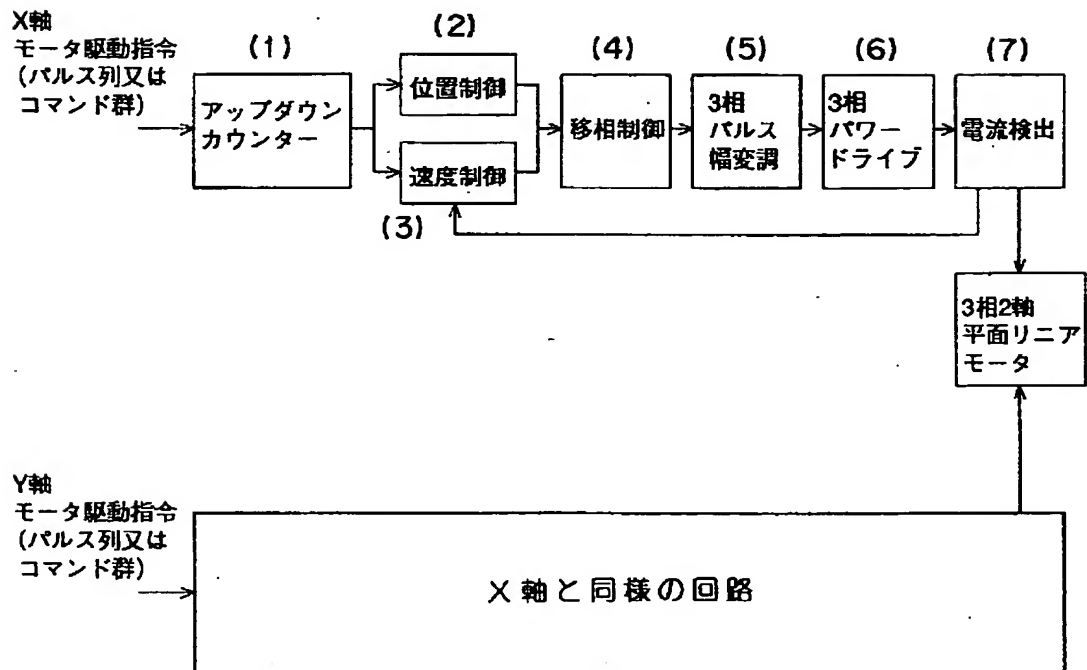 X軸
モータ駆動指令
(パルス列又は
コマンド群)
(1)
アップダウン
カウンター
(2)
位置制御
速度制御
(3)
(4)
移相制御
(5)
3相
パルス
幅変調
(6)
3相
パワー
ドライブ
(7)
電流検出
3相2軸
平面リニア
モータ
Y軸
モータ駆動指令
(パルス列又は
コマンド群)
X軸と同様の回路